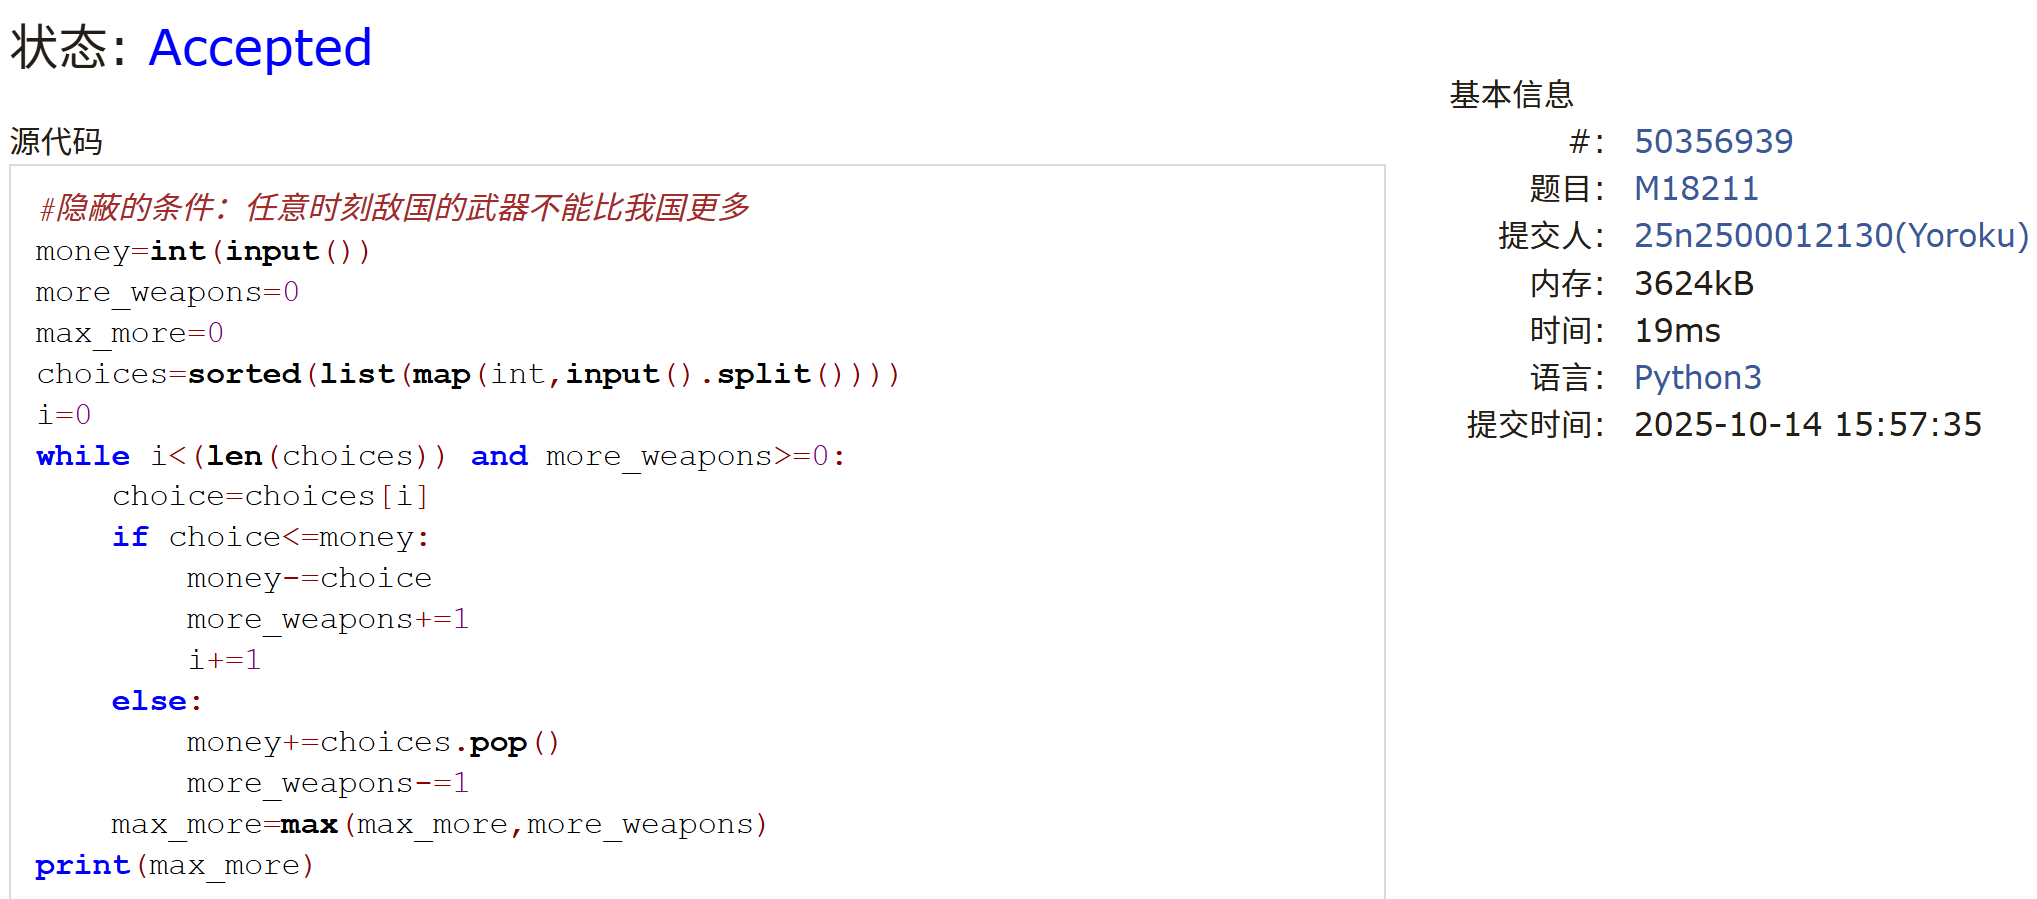 状态: Accepted
源代码
#隐蔽的条件：任意时刻敌国的武器不能比我国更多
money=int(input())
more_weapons=0
max_more=0
choices=sorted(list(map(int,input().split())))
i=0
while i<(len(choices)) and more_weapons>=0:
    choice=choices[i]
    if choice<=money:
        money-=choice
        more_weapons+=1
        i+=1
    else:
        money+=choices.pop()
        more_weapons-=1
    max_more=max(max_more,more_weapons)
print(max_more)
基本信息
#: 50356939
题目: M18211
提交人: 25n2500012130(Yoroku)
内存: 3624kB
时间: 19ms
语言: Python3
提交时间: 2025-10-14 15:57:35